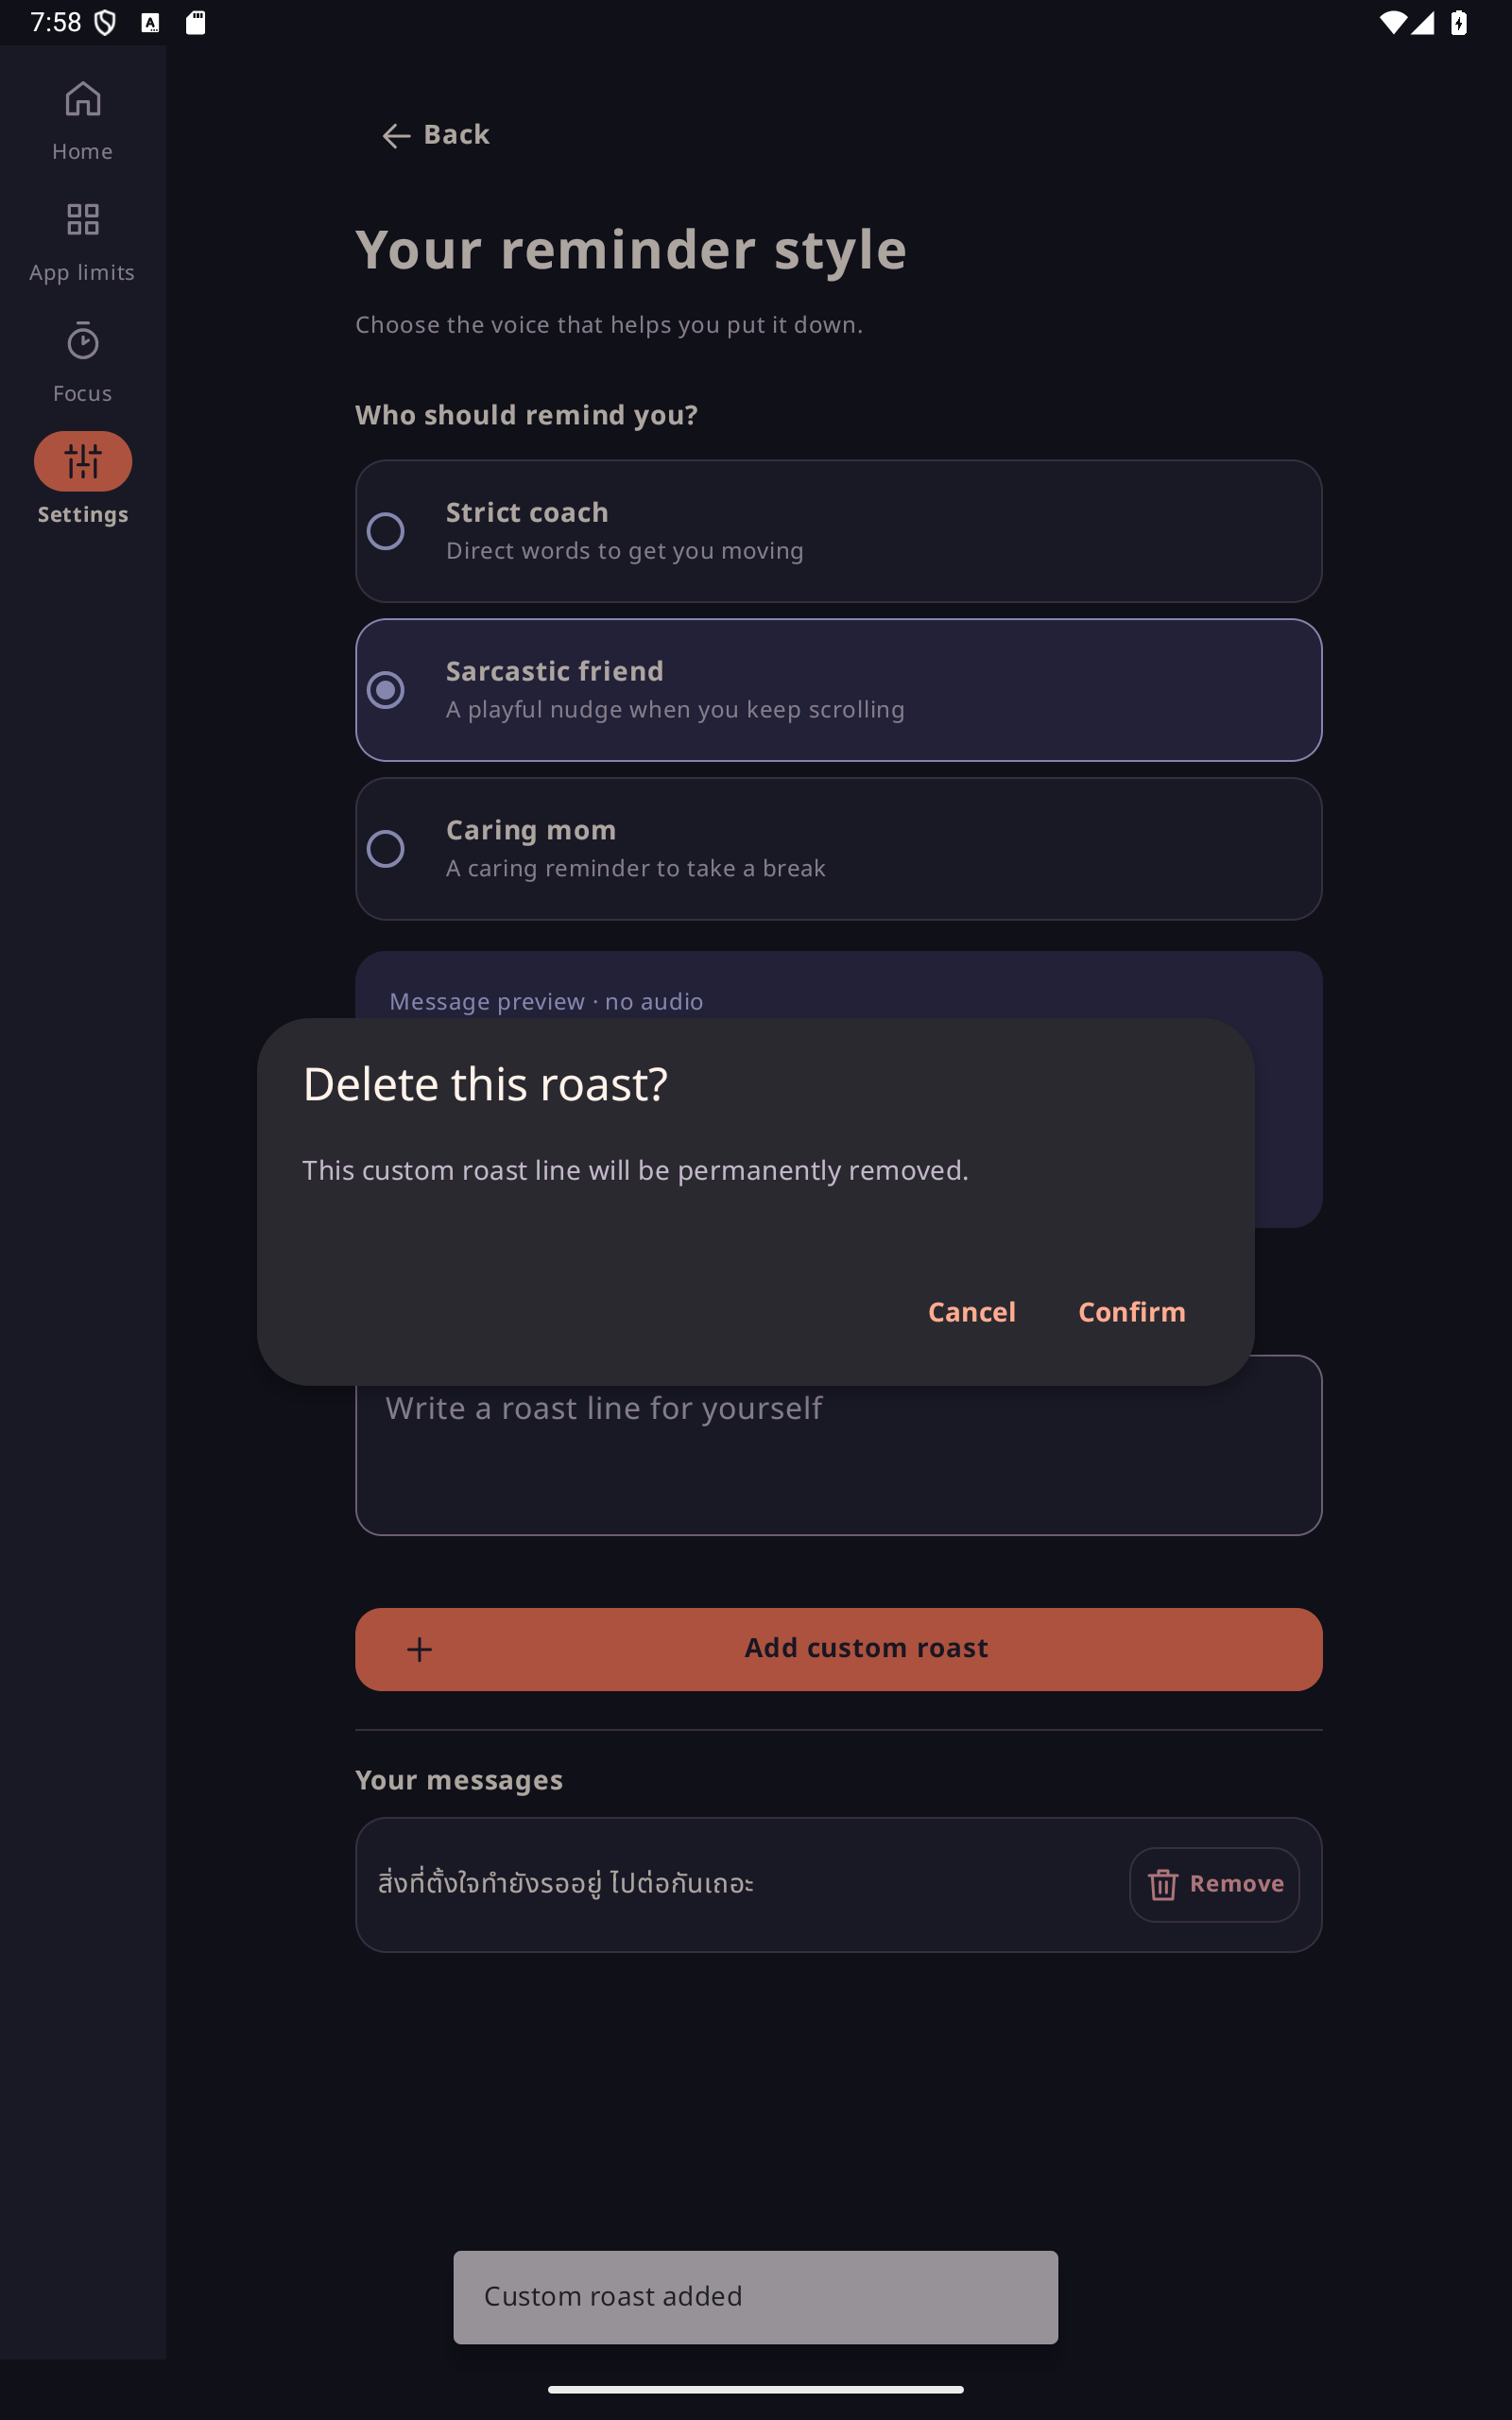 7:58
Home
App limits
Focus
Settings
Back
Your reminder style
Choose the voice that helps you put it down.
Who should remind you?
Strict coach
Direct words to get you moving
Sarcastic friend
A playful nudge when you keep scrolling
Caring mom
A caring reminder to take a break
Message preview · no audio
Delete this roast?
This custom roast line will be permanently removed.
Cancel Confirm
Write a roast line for yourself
Add custom roast
Your messages
สิ่งที่ตั้งใจทำยังรออยู่ ไปต่อกันเถอะ
Remove
Custom roast added